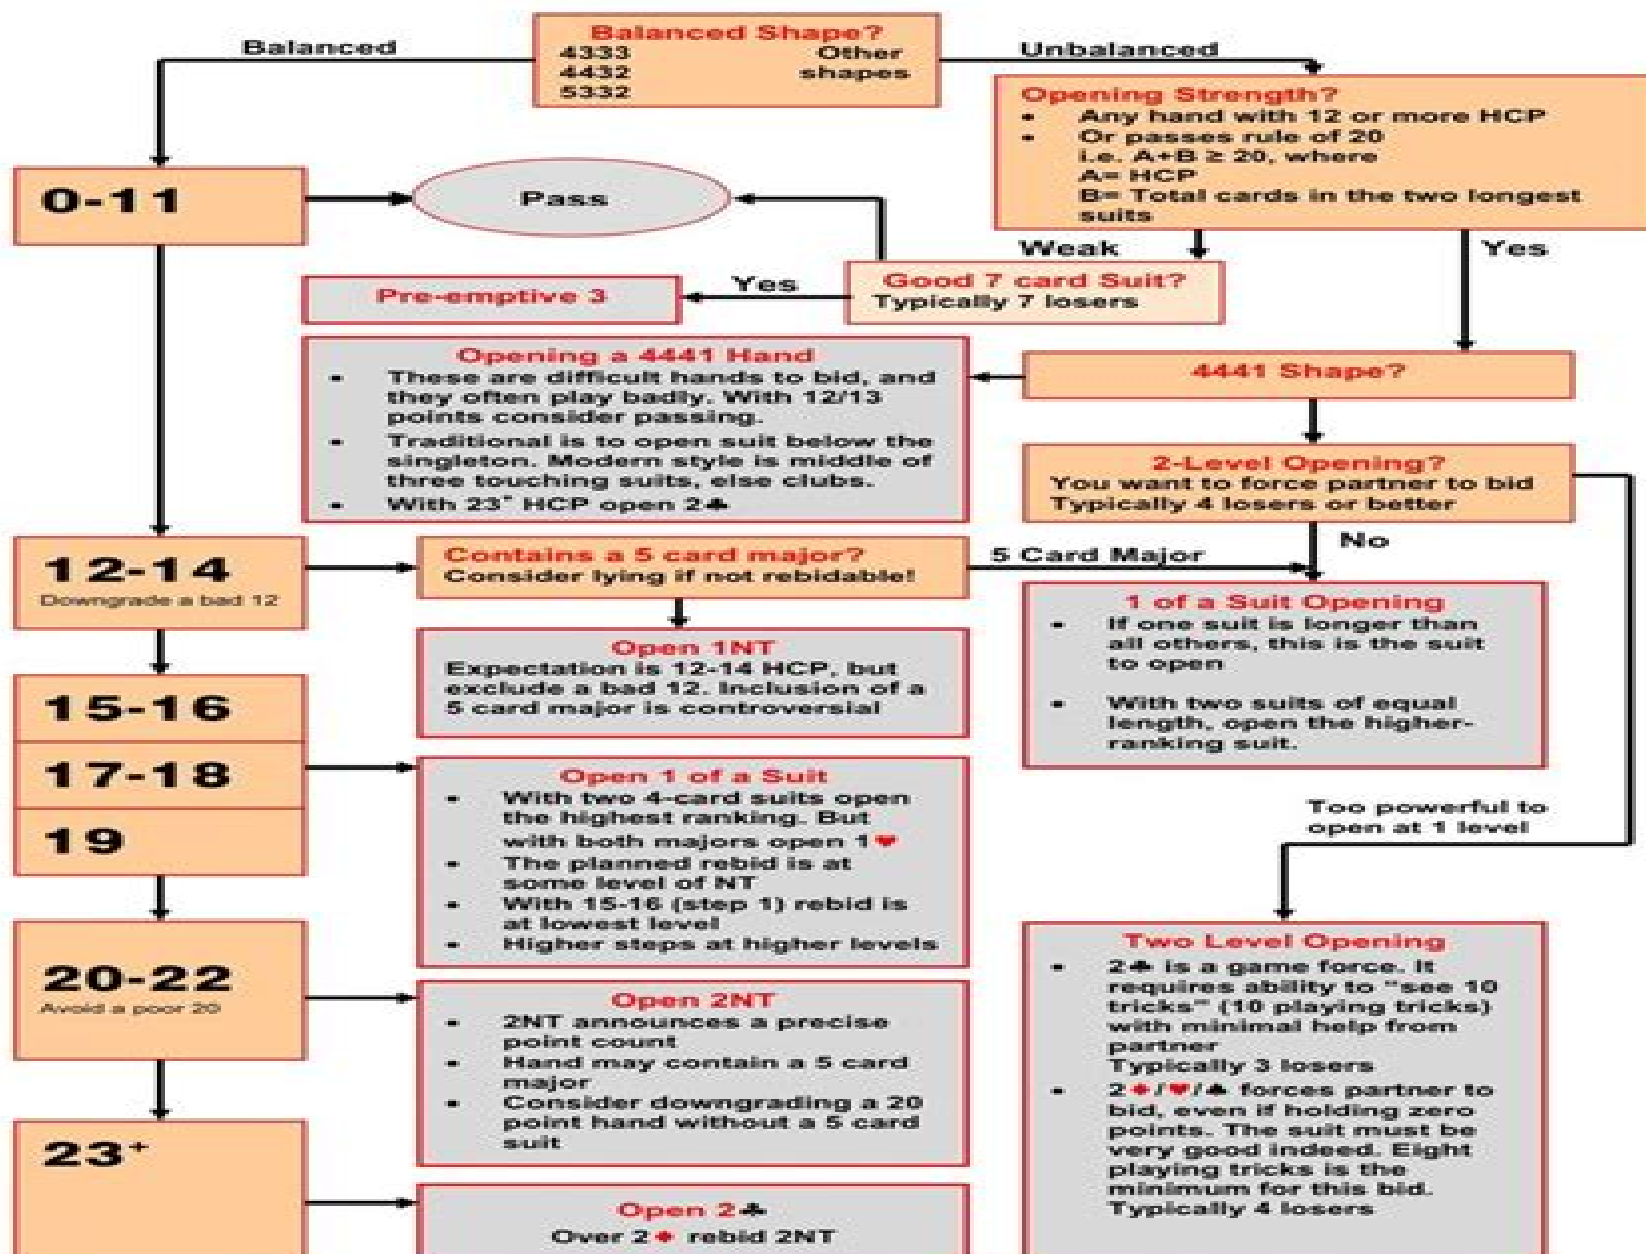 Balanced Shape?
4333 Other
4432 shapes
5332
Balanced
Unbalanced
Opening Strength?
• Any hand with 12 or more HCP
• Or passes rule of 20
i.e. A+B ≥ 20, where
A= HCP
B= Total cards in the two longest
suits
0-11
Pass
Weak
Yes
Good 7 card Suit?
Typically 7 losers
Yes
Pre-emptive 3
Opening a 4441 Hand
• These are difficult hands to bid, and
they often play badly. With 12/13
points consider passing.
• Traditional is to open suit below the
singleton. Modern style is middle of
three touching suits, else clubs.
• With 23⁺ HCP open 2♣
4441 Shape?
2-Level Opening?
You want to force partner to bid
Typically 4 losers or better
No
12-14
Downgrade a bad 12
Contains a 5 card major?
Consider lying if not rebidable!
5 Card Major
1 of a Suit Opening
• If one suit is longer than
all others, this is the suit
to open
• With two suits of equal
length, open the higher-
ranking suit.
Open 1NT
Expectation is 12-14 HCP, but
exclude a bad 12. Inclusion of a
5 card major is controversial
15-16
17-18
19
Open 1 of a Suit
• With two 4-card suits open
the highest ranking. But
with both majors open 1♥
• The planned rebid is at
some level of NT
• With 15-16 (step 1) rebid is
at lowest level
• Higher steps at higher levels
Too powerful to
open at 1 level
20-22
Avoid a poor 20
Open 2NT
• 2NT announces a precise
point count
• Hand may contain a 5 card
major
• Consider downgrading a 20
point hand without a 5 card
suit
Two Level Opening
• 2♣ is a game force. It
requires ability to "see 10
tricks" (10 playing tricks)
with minimal help from
partner
Typically 3 losers
• 2♦/♥/♠ forces partner to
bid, even if holding zero
points. The suit must be
very good indeed. Eight
playing tricks is the
minimum for this bid.
Typically 4 losers
23⁺
Open 2♣
Over 2♦ rebid 2NT